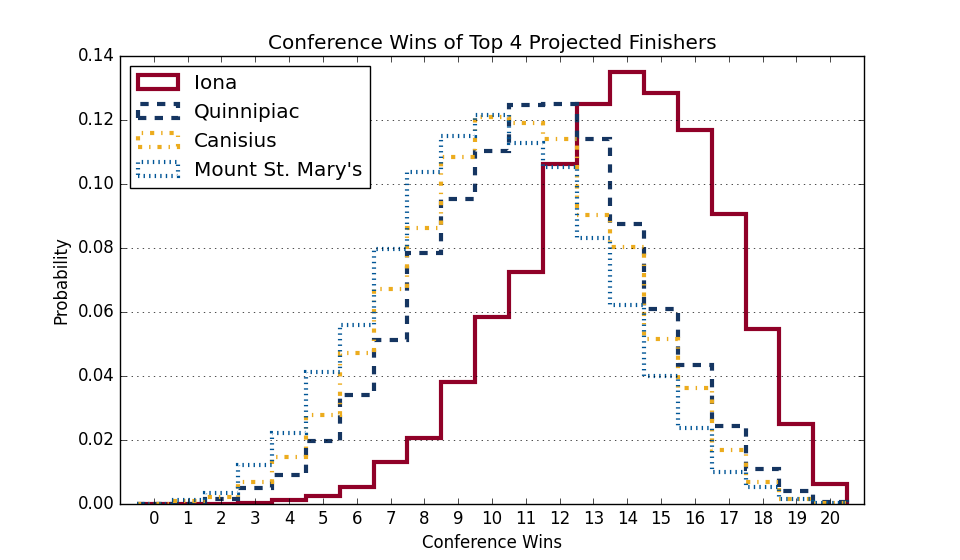 Conference Wins of Top 4 Projected Finishers
0.14
0.12
0.10
0.08
0.06
0.04
0.02
0.00
Probability
Iona
Quinnipiac
Canisius
Mount St. Mary's
0 1 2 3 4 5 6 7 8 9 10 11 12 13 14 15 16 17 18 19 20
Conference Wins